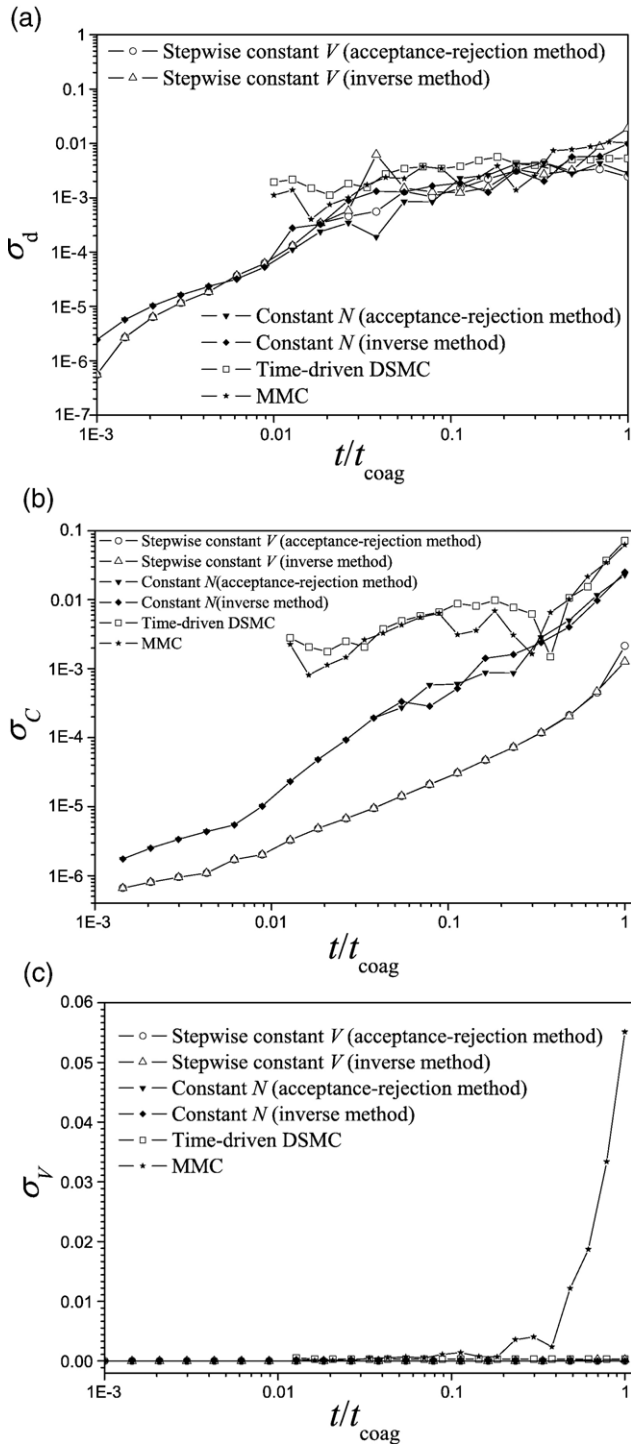 (a)
1
0.1
0.01
1E-3
1E-4
1E-5
1E-6
1E-7
σd
Stepwise constant V (acceptance-rejection method)
Stepwise constant V (inverse method)
Constant N (acceptance-rejection method)
Constant N (inverse method)
Time-driven DSMC
MMC
1E-3 0.01 0.1 1
t/tcoag
(b)
0.1
0.01
1E-3
1E-4
1E-5
1E-6
σC
Stepwise constant V (acceptance-rejection method)
Stepwise constant V (inverse method)
Constant N(acceptance-rejection method)
Constant N(inverse method)
Time-driven DSMC
MMC
1E-3 0.01 0.1 1
t/tcoag
(c)
0.06
0.05
0.04
0.03
0.02
0.01
0.00
σV
Stepwise constant V (acceptance-rejection method)
Stepwise constant V (inverse method)
Constant N (acceptance-rejection method)
Constant N (inverse method)
Time-driven DSMC
MMC
1E-3 0.01 0.1 1
t/tcoag